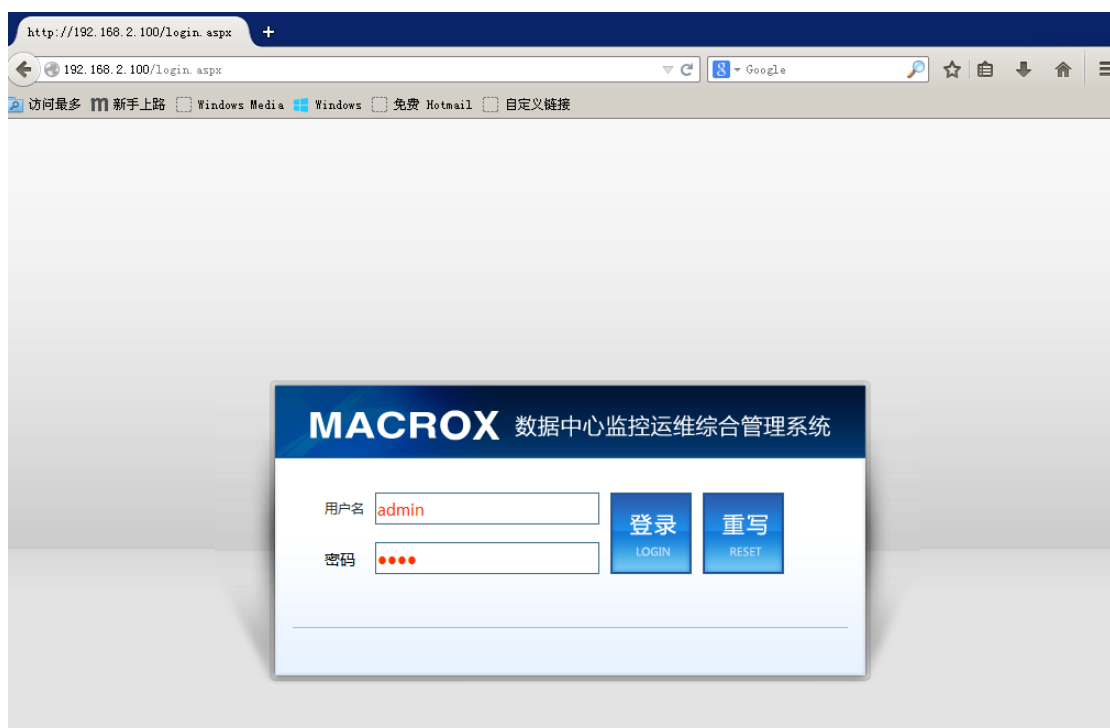 http://192.168.2.100/login.aspx +
192.168.2.100/login.aspx 8 Google
访问最多 新手上路 Windows Media Windows 免费 Hotmail 自定义链接
MACROX 数据中心监控运维综合管理系统
用户名 admin 登录 LOGIN 重写 RESET
密码 ●●●●